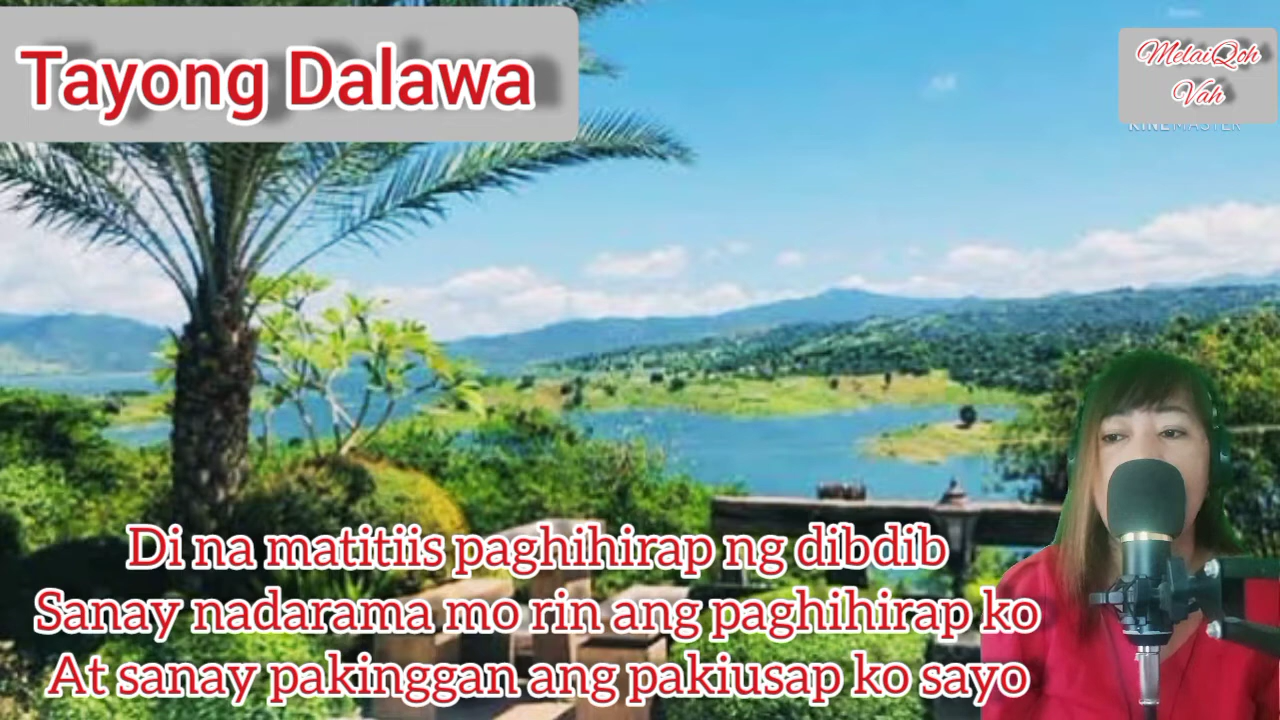 Tayong Dalawa
MelaiQoh
Vah
KINEMASTER
Di na matitiis paghihirap ng dibdib
Sanay nadarama mo rin ang paghihirap ko
At sanay pakinggan ang pakiusap ko sayo